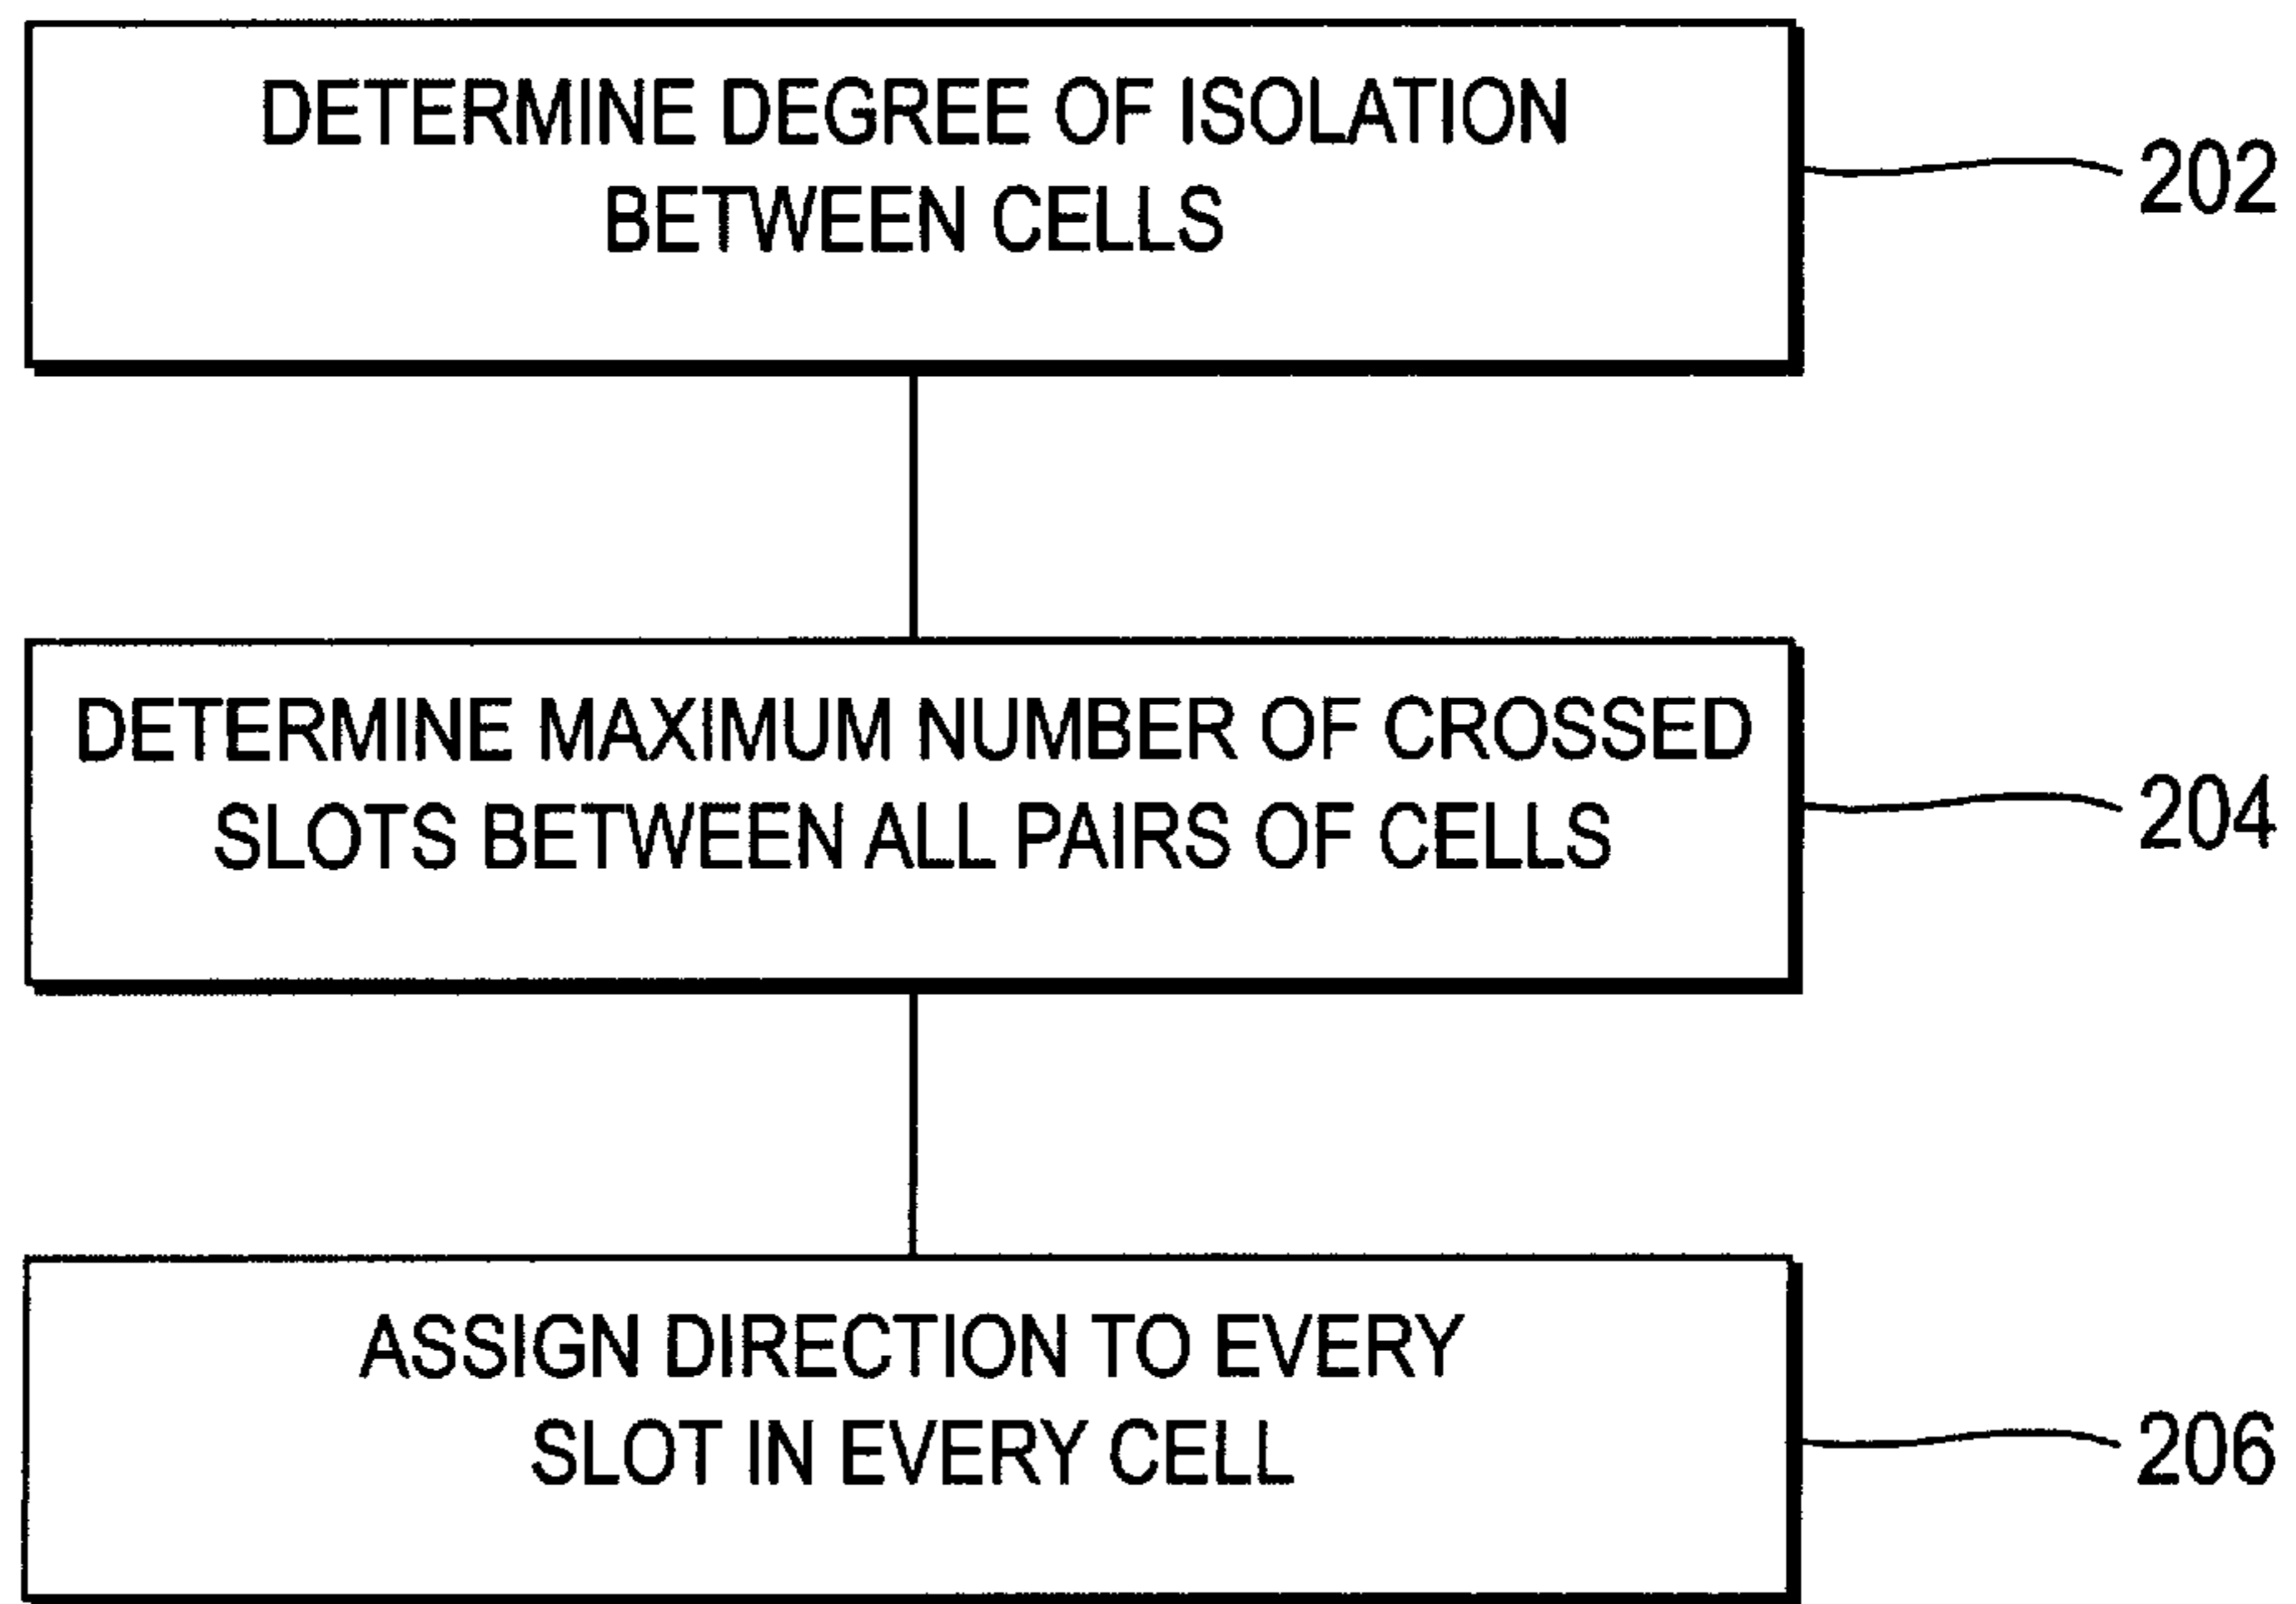 DETERMINE DEGREE OF ISOLATION
BETWEEN CELLS
202
DETERMINE MAXIMUM NUMBER OF CROSSED
SLOTS BETWEEN ALL PAIRS OF CELLS
204
ASSIGN DIRECTION TO EVERY
SLOT IN EVERY CELL
206